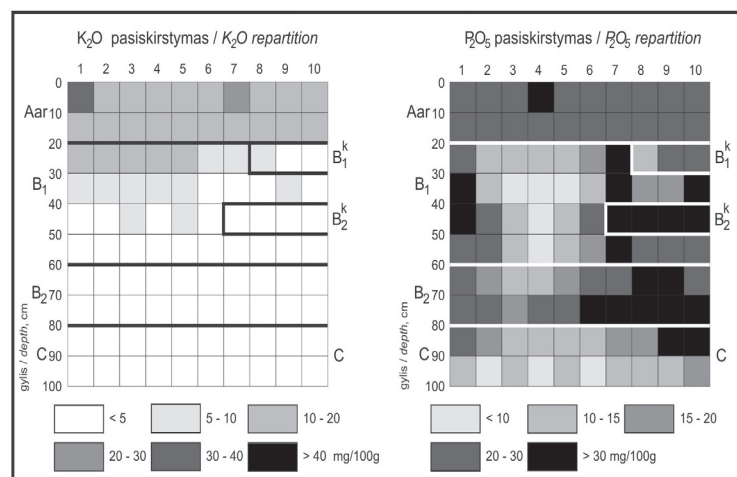 K₂O pasiskirstymas / K₂O repartition
1 2 3 4 5 6 7 8 9 10
0
Aar 10
20
B₁ᵏ
30
B₁
40
B₂ᵏ
50
60
B₂ 70
80
C 90 C
100
gylis / depth, cm
< 5
5 - 10
10 - 20
20 - 30
30 - 40
> 40 mg/100g
P₂O₅ pasiskirstymas / P₂O₅ repartition
1 2 3 4 5 6 7 8 9 10
0
Aar 10
20
B₁ᵏ
30
B₁
40
B₂ᵏ
50
60
B₂ 70
80
C 90 C
100
gylis / depth, cm
< 10
10 - 15
15 - 20
20 - 30
> 30 mg/100g